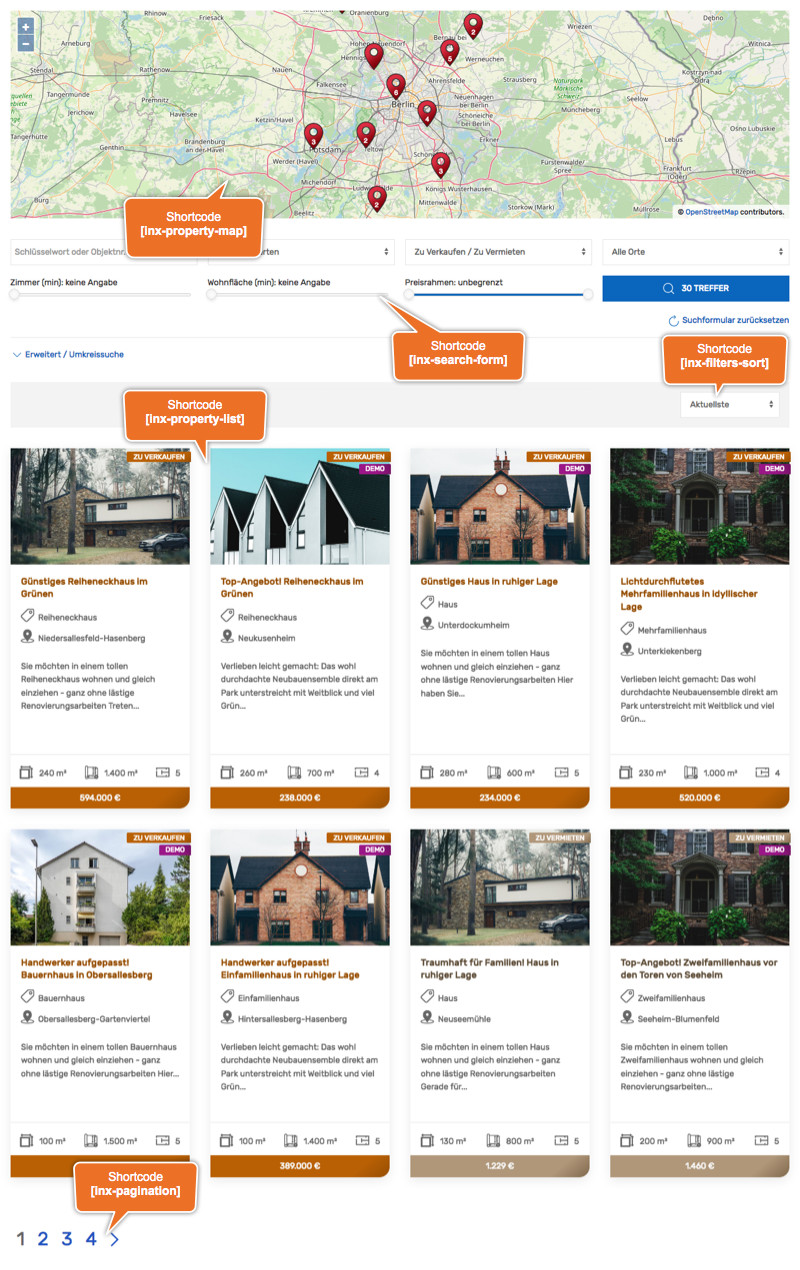 Rhinow
Oranienburg
Dębno
Kriele
Bernau bei
Arneburg
Friesack
Witnica
Werneuchen
Stendal
Rathenow
Nauen
Ahrensfelde
Strausberg
Naturpark
Märkische
Schweiz
Kostrzyn nad
Odrą
Falkensee
Tangermünde
Premnitz
Neuenhagen
bei Berlin
Müncheberg
Seelow
Berlin
Jerichow
Havelsee
Ketzin/Havel
Schöneiche
bei Berlin
Ośno Lubuskie
Tangerhütte
Brandenburg
an der Havel
Potsdam
Teltow
Erkner
Lebus
Genthin
Werder (Havel)
Fürstenwalde/
Spree
Frankfurt
(Oder)
Rzepin
Michendorf
Königs Wusterhausen
Burg
Beelitz
Mittenwalde
Storkow (Mark)
Müllrose
+
−
2
5
6
4
3
2
3
2
© OpenStreetMap contributors.
Shortcode
[inx-property-map]
Schlüsselwort oder Objektnr.
Zu Verkaufen / Zu Vermieten
Alle Orte
Zimmer (min): keine Angabe
Wohnfläche (min): keine Angabe
Preisrahmen: unbegrenzt
30 TREFFER
Suchformular zurücksetzen
Shortcode
[inx-search-form]
Erweitert / Umkreissuche
Shortcode
[inx-filters-sort]
Aktuellste
Shortcode
[inx-property-list]
ZU VERKAUFEN
Günstiges Reiheneckhaus im
Grünen
Reiheneckhaus
Niedersallesfeld-Hasenberg
Sie möchten in einem tollen
Reiheneckhaus wohnen und gleich
einziehen - ganz ohne lästige
Renovierungsarbeiten Treten...
240 m² 1.400 m² 5
594.000 €
ZU VERKAUFEN
DEMO
Top-Angebot! Reiheneckhaus im
Grünen
Reiheneckhaus
Neukusenheim
Verlieben leicht gemacht: Das wohl
durchdachte Neubauensemble direkt am
Park unterstreicht mit Weitblick und viel
Grün...
260 m² 700 m² 4
238.000 €
ZU VERKAUFEN
DEMO
Günstiges Haus in ruhiger Lage
Haus
Unterdockumheim
Sie möchten in einem tollen Haus
wohnen und gleich einziehen - ganz
ohne lästige Renovierungsarbeiten Hier
haben Sie...
280 m² 600 m² 5
234.000 €
ZU VERKAUFEN
DEMO
Lichtdurchflutetes
Mehrfamilienhaus in idyllischer
Lage
Mehrfamilienhaus
Unterkiekenberg
Verlieben leicht gemacht: Das wohl
durchdachte Neubauensemble direkt am
Park unterstreicht mit Weitblick und viel
Grün...
230 m² 1.000 m² 4
520.000 €
ZU VERKAUFEN
DEMO
Handwerker aufgepasst!
Bauernhaus in Obersallesberg
Bauernhaus
Obersallesberg-Gartenviertel
Sie möchten in einem tollen Bauernhaus
wohnen und gleich einziehen - ganz
ohne lästige Renovierungsarbeiten Hier...
100 m² 1.500 m² 5
ZU VERKAUFEN
DEMO
Handwerker aufgepasst!
Einfamilienhaus in ruhiger Lage
Einfamilienhaus
Hintersallesberg-Hasenberg
Verlieben leicht gemacht: Das wohl
durchdachte Neubauensemble direkt am
Park unterstreicht mit Weitblick und viel
Grün...
100 m² 1.400 m² 5
389.000 €
ZU VERMIETEN
Traumhaft für Familien! Haus in
ruhiger Lage
Haus
Neuseemühle
Sie möchten in einem tollen Haus
wohnen und gleich einziehen - ganz
ohne lästige Renovierungsarbeiten
Gerade für...
130 m² 800 m² 5
1.229 €
ZU VERMIETEN
DEMO
Top-Angebot! Zweifamilienhaus vor
den Toren von Seeheim
Zweifamilienhaus
Seeheim-Blumenfeld
Sie möchten in einem tollen
Zweifamilienhaus wohnen und gleich
einziehen - ganz ohne lästige
Renovierungsarbeiten...
200 m² 900 m² 5
1.460 €
Shortcode
[inx-pagination]
1 2 3 4